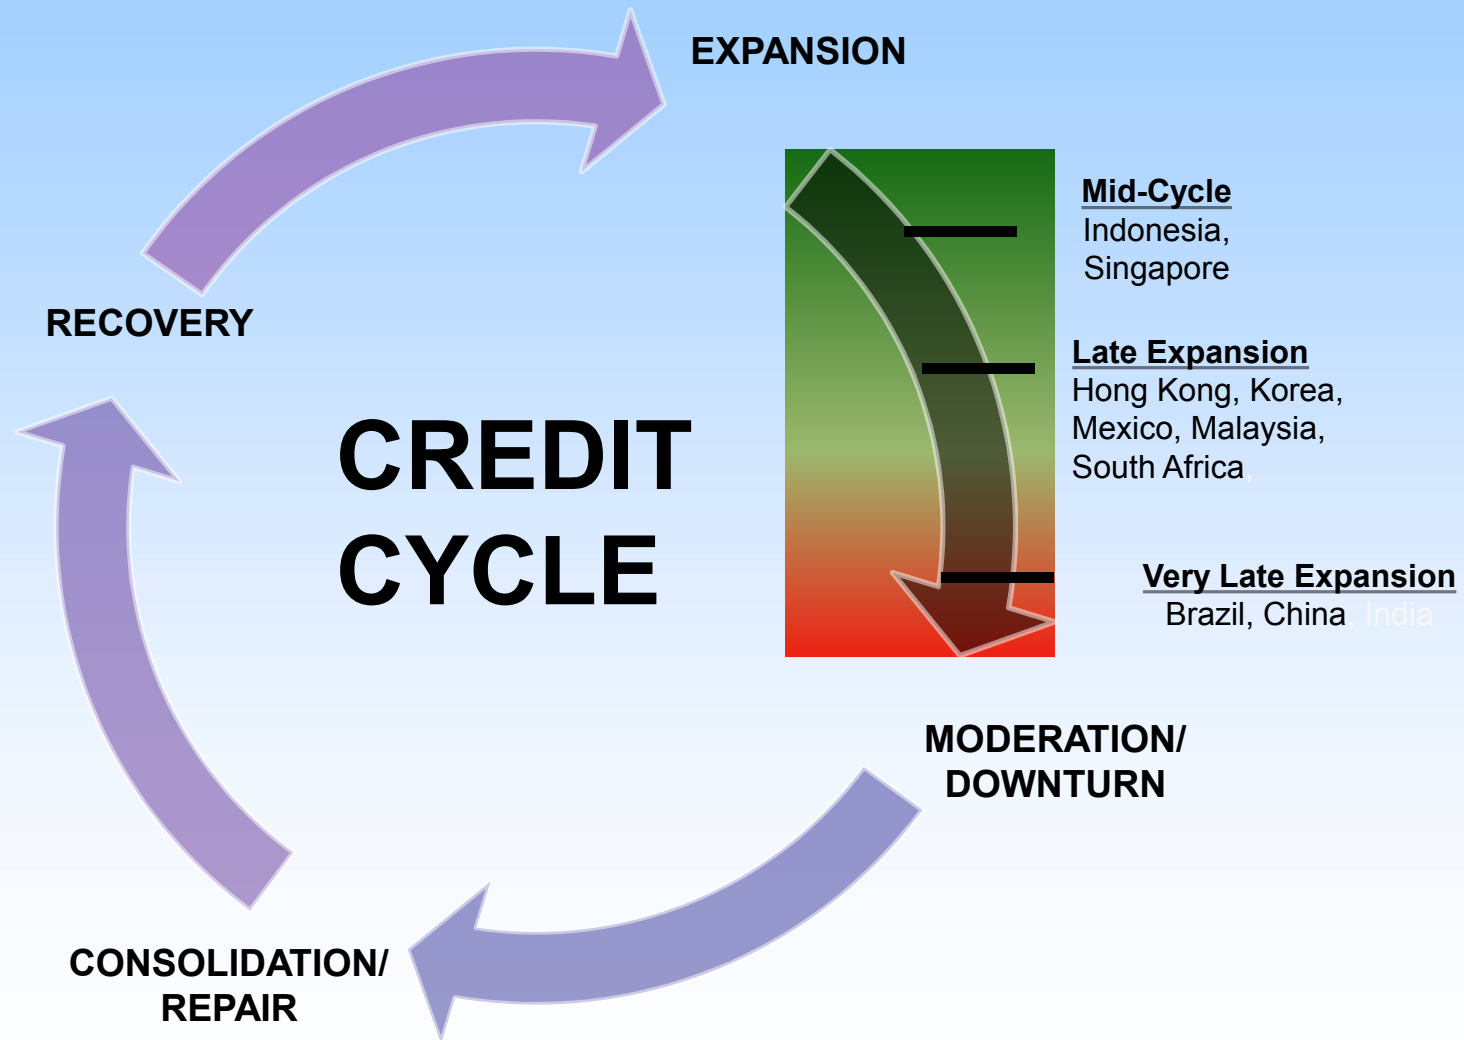 EXPANSION
Mid-Cycle
Indonesia,
Singapore
RECOVERY
Late Expansion
Hong Kong, Korea,
Mexico, Malaysia,
South Africa,
CREDIT
CYCLE
Very Late Expansion
Brazil, China, India
MODERATION/
DOWNTURN
CONSOLIDATION/
REPAIR